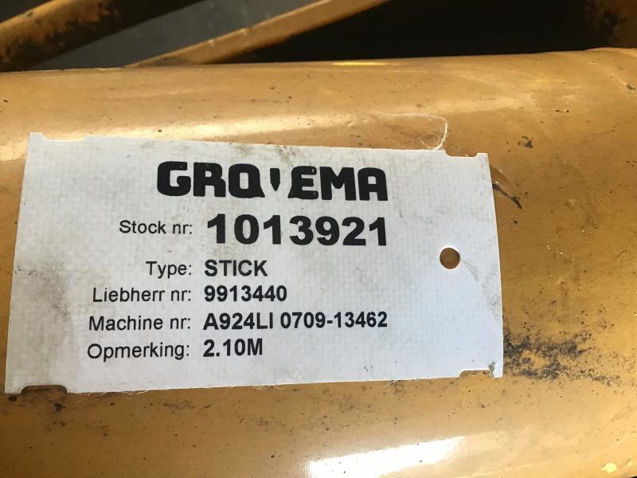 GROVEMA
Stock nr: 1013921
Type: STICK
Liebherr nr: 9913440
Machine nr: A924LI 0709-13462
Opmerking: 2.10M